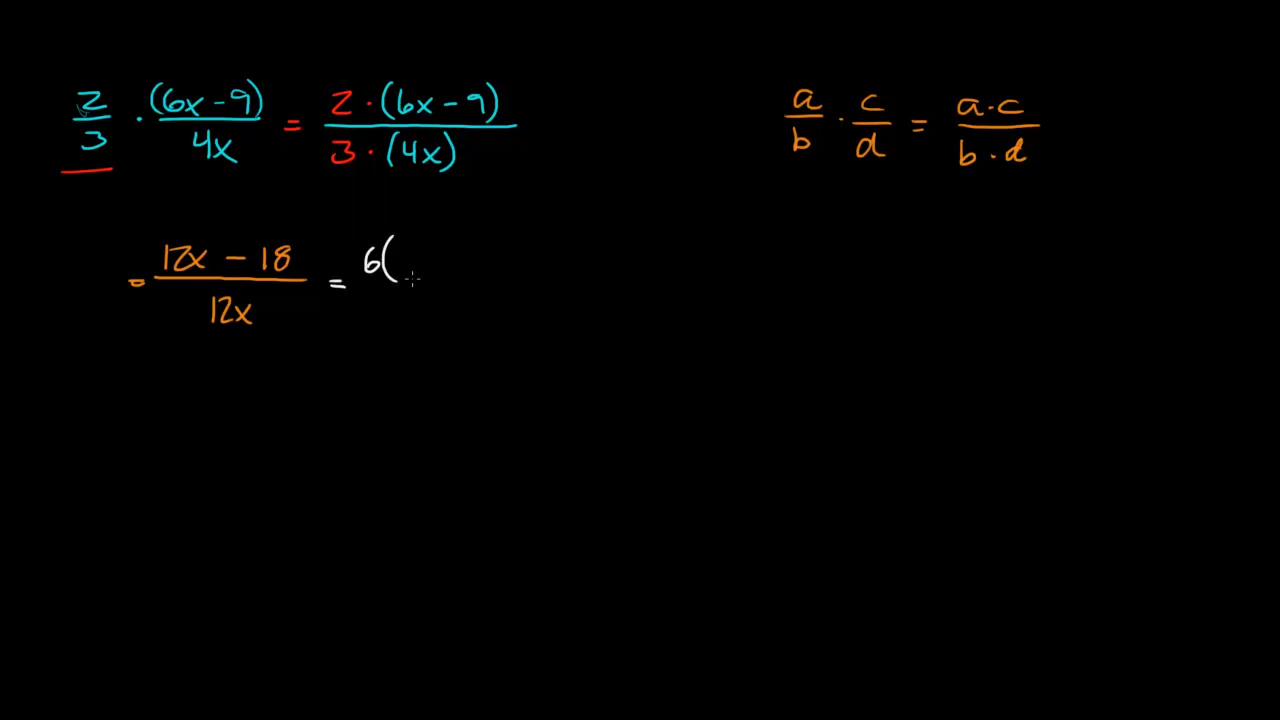 2/3 · (6x - 9)/4x = 2 · (6x - 9)/3 · (4x)
a/b · c/d = a · c/b · d
= 12x - 18/12x = 6(